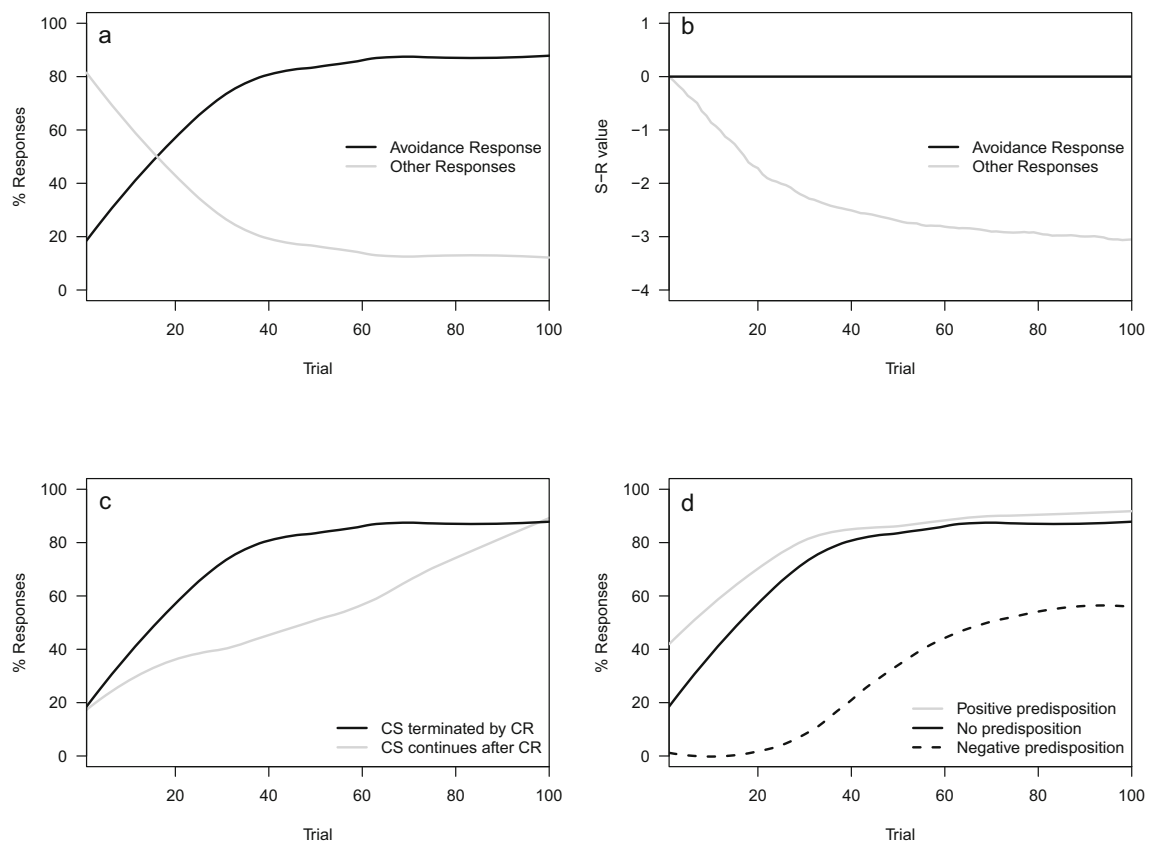 a
100
80
60
40
20
0
% Responses
Avoidance Response
Other Responses
20 40 60 80 100
Trial
b
1
0
−1
−2
−3
−4
S−R value
Avoidance Response
Other Responses
20 40 60 80 100
Trial
c
100
80
60
40
20
0
% Responses
CS terminated by CR
CS continues after CR
20 40 60 80 100
Trial
d
100
80
60
40
20
0
% Responses
Positive predisposition
No predisposition
Negative predisposition
20 40 60 80 100
Trial